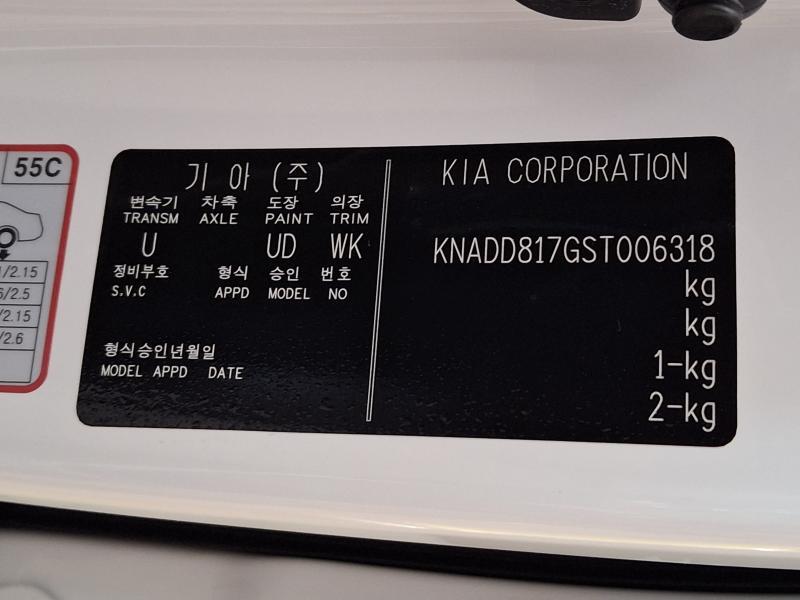 55C
/2.15
/2.5
/2.15
/2.6
기 아 (주)
변속기 차축 도장 의장
TRANSM AXLE PAINT TRIM
U UD WK
정비부호 형식 승인 번호
S.V.C APPD MODEL NO
형식승인년월일
MODEL APPD DATE
KIA CORPORATION
KNADD817GST006318
kg
kg
1-kg
2-kg